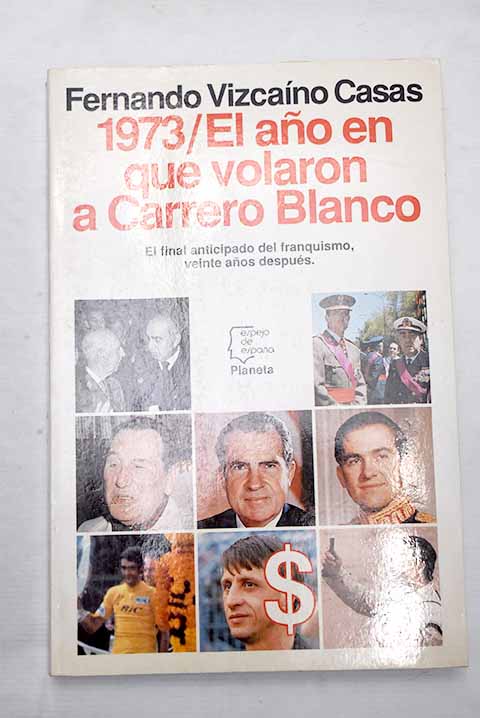 Fernando Vizcaíno Casas
1973/El año en
que volaron
a Carrero Blanco
El final anticipado del franquismo,
veinte años después.
espejo
de
españa
Planeta
BIC
$